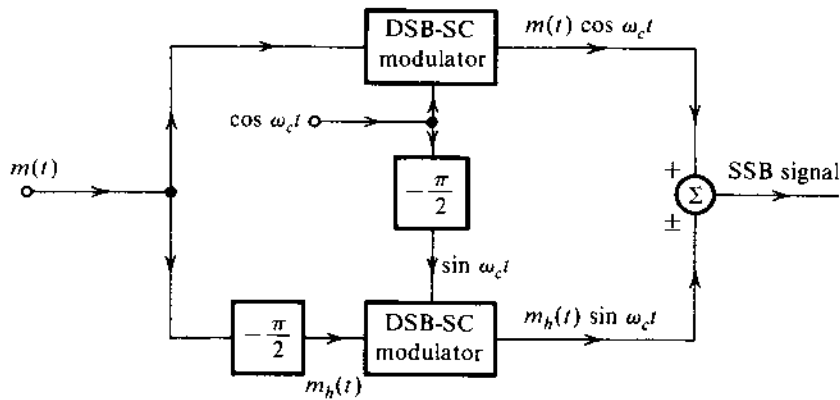 DSB-SC
modulator
m(t) cos ω_c t
cos ω_c t
m(t)
−π/2
+
±
Σ
SSB signal
sin ω_c t
−π/2
m_h(t)
DSB-SC
modulator
m_h(t) sin ω_c t